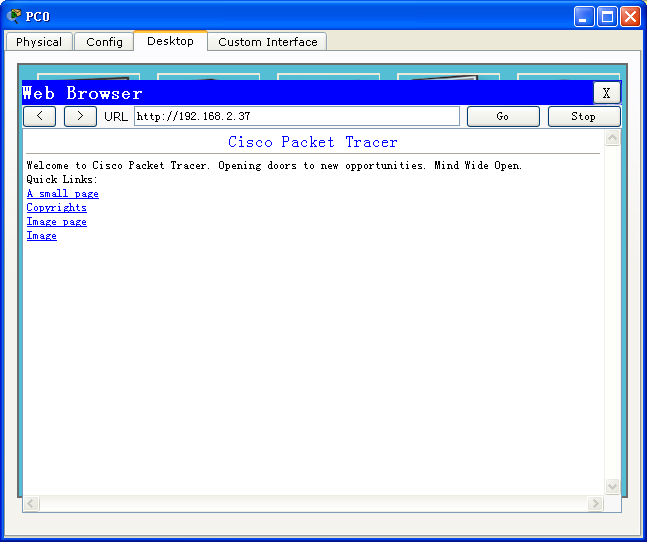 PC0
Physical Config Desktop Custom Interface
Web Browser X
< > URL http://192.168.2.37 Go Stop
Cisco Packet Tracer
Welcome to Cisco Packet Tracer. Opening doors to new opportunities. Mind Wide Open.
Quick Links:
A small page
Copyrights
Image page
Image